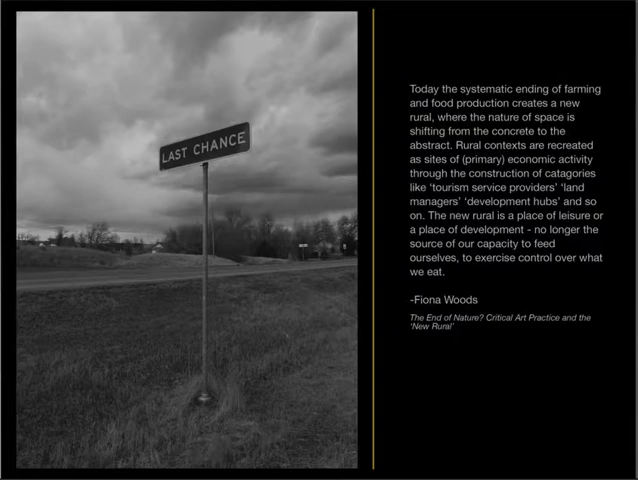 LAST CHANCE
Today the systematic ending of farming
and food production creates a new
rural, where the nature of space is
shifting from the concrete to the
abstract. Rural contexts are recreated
as sites of (primary) economic activity
through the construction of catagories
like ‘tourism service providers’ ‘land
managers’ ‘development hubs’ and so
on. The new rural is a place of leisure or
a place of development - no longer the
source of our capacity to feed
ourselves, to exercise control over what
we eat.
-Fiona Woods
The End of Nature? Critical Art Practice and the
‘New Rural’